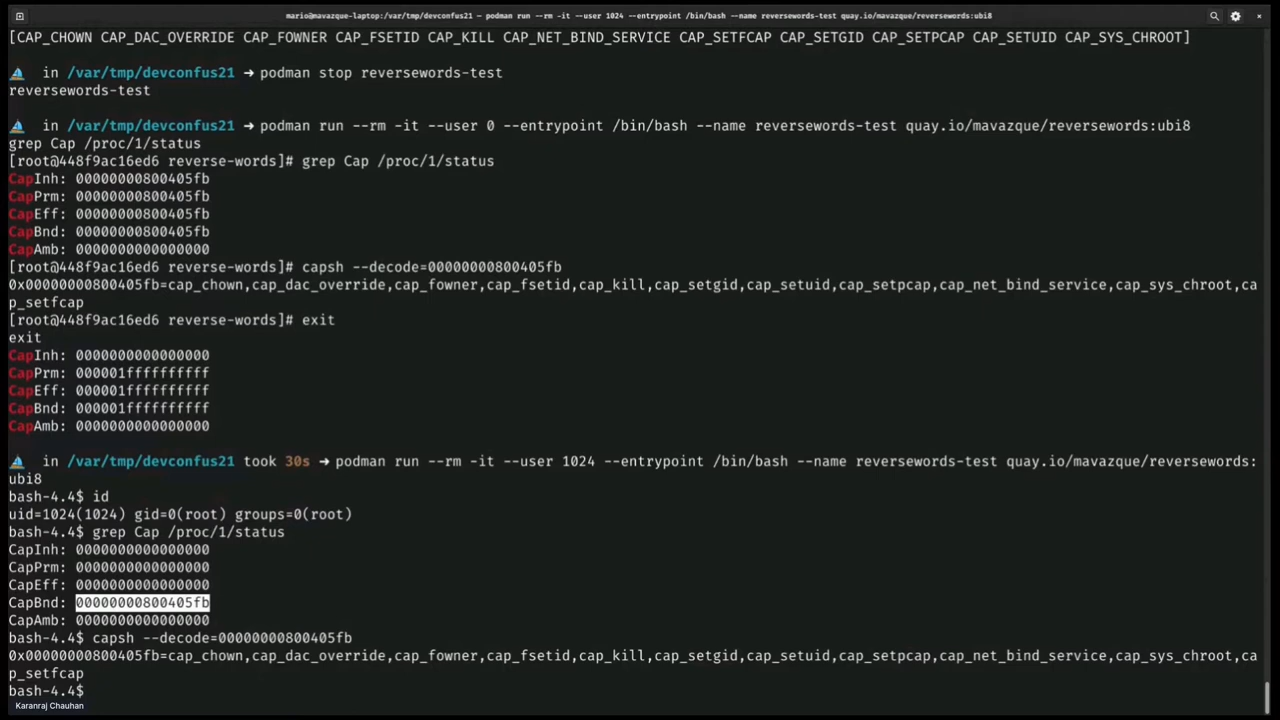 mario@mavazque-laptop:/var/tmp/devconfus21 — podman run --rm -it --user 1024 --entrypoint /bin/bash --name reversewords-test quay.io/mavazque/reversewords:ubi8
[CAP_CHOWN CAP_DAC_OVERRIDE CAP_FOWNER CAP_FSETID CAP_KILL CAP_NET_BIND_SERVICE CAP_SETFCAP CAP_SETGID CAP_SETPCAP CAP_SETUID CAP_SYS_CHROOT]
in /var/tmp/devconfus21 ➜ podman stop reversewords-test
reversewords-test
in /var/tmp/devconfus21 ➜ podman run --rm -it --user 0 --entrypoint /bin/bash --name reversewords-test quay.io/mavazque/reversewords:ubi8
grep Cap /proc/1/status
[root@448f9ac16ed6 reverse-words]# grep Cap /proc/1/status
CapInh: 00000000800405fb
CapPrm: 00000000800405fb
CapEff: 00000000800405fb
CapBnd: 00000000800405fb
CapAmb: 0000000000000000
[root@448f9ac16ed6 reverse-words]# capsh --decode=00000000800405fb
0x00000000800405fb=cap_chown,cap_dac_override,cap_fowner,cap_fsetid,cap_kill,cap_setgid,cap_setuid,cap_setpcap,cap_net_bind_service,cap_sys_chroot,ca
p_setfcap
[root@448f9ac16ed6 reverse-words]# exit
exit
CapInh: 0000000000000000
CapPrm: 000001ffffffffff
CapEff: 000001ffffffffff
CapBnd: 000001ffffffffff
CapAmb: 0000000000000000
in /var/tmp/devconfus21 took 30s ➜ podman run --rm -it --user 1024 --entrypoint /bin/bash --name reversewords-test quay.io/mavazque/reversewords:
ubi8
bash-4.4$ id
uid=1024(1024) gid=0(root) groups=0(root)
bash-4.4$ grep Cap /proc/1/status
CapInh: 0000000000000000
CapPrm: 0000000000000000
CapEff: 0000000000000000
CapBnd: 00000000800405fb
CapAmb: 0000000000000000
bash-4.4$ capsh --decode=00000000800405fb
0x00000000800405fb=cap_chown,cap_dac_override,cap_fowner,cap_fsetid,cap_kill,cap_setgid,cap_setuid,cap_setpcap,cap_net_bind_service,cap_sys_chroot,ca
p_setfcap
bash-4.4$
Karanraj Chauhan